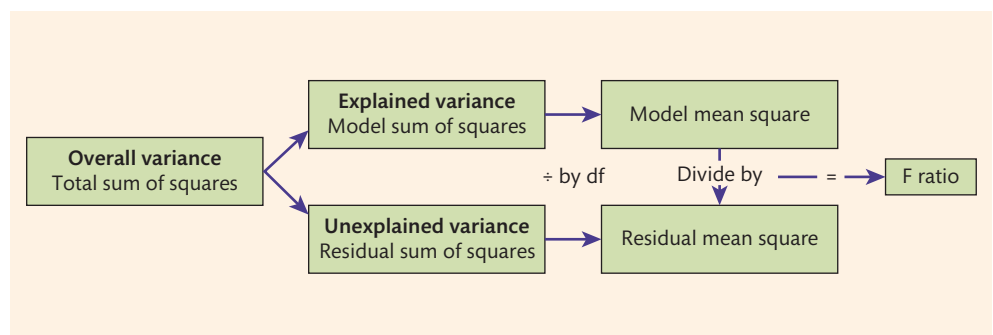 Overall variance
Total sum of squares
Explained variance
Model sum of squares
Unexplained variance
Residual sum of squares
÷ by df
Model mean square
Divide by
Residual mean square
=
F ratio